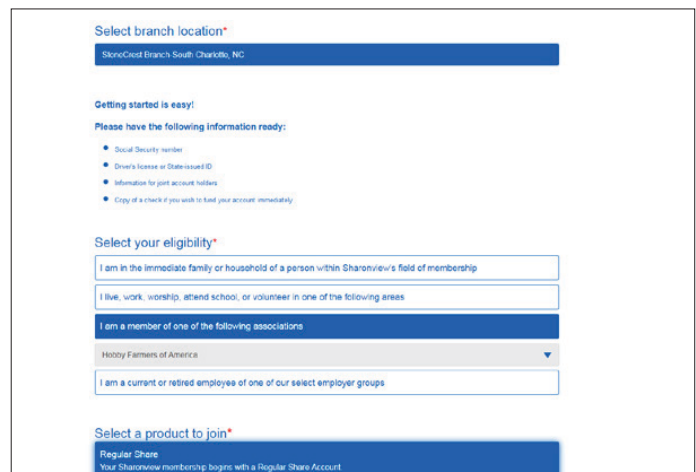 Select branch location*
StoneCrest Branch-South Charlotte, NC
Getting started is easy!
Please have the following information ready:
Social Security number
Driver's license or State-issued ID
Information for joint account holders
Copy of a check if you wish to fund your account immediately
Select your eligibility*
I am in the immediate family or household of a person within Sharonview's field of membership
I live, work, worship, attend school, or volunteer in one of the following areas
I am a member of one of the following associations
Hobby Farmers of America
I am a current or retired employee of one of our select employer groups
Select a product to join*
Regular Share
Your Sharonview membership begins with a Regular Share Account